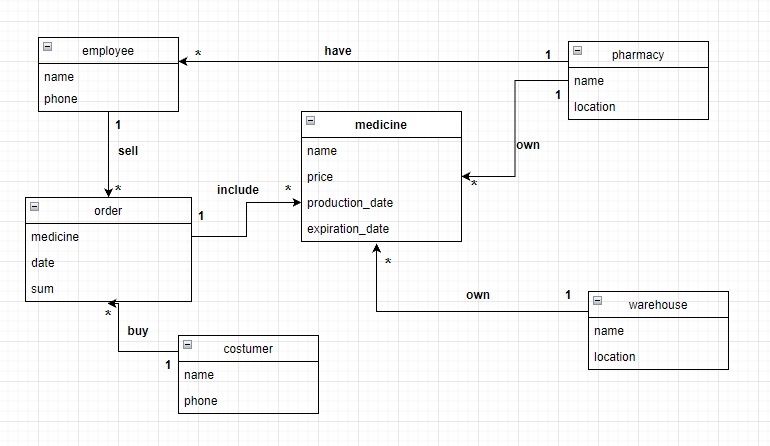 employee
name
phone
* have 1
pharmacy
name
location
1
own
*
medicine
name
price
production_date
expiration_date
1
sell
*
include
1
*
order
medicine
date
sum
*
buy
1
costumer
name
phone
*
own
1
warehouse
name
location